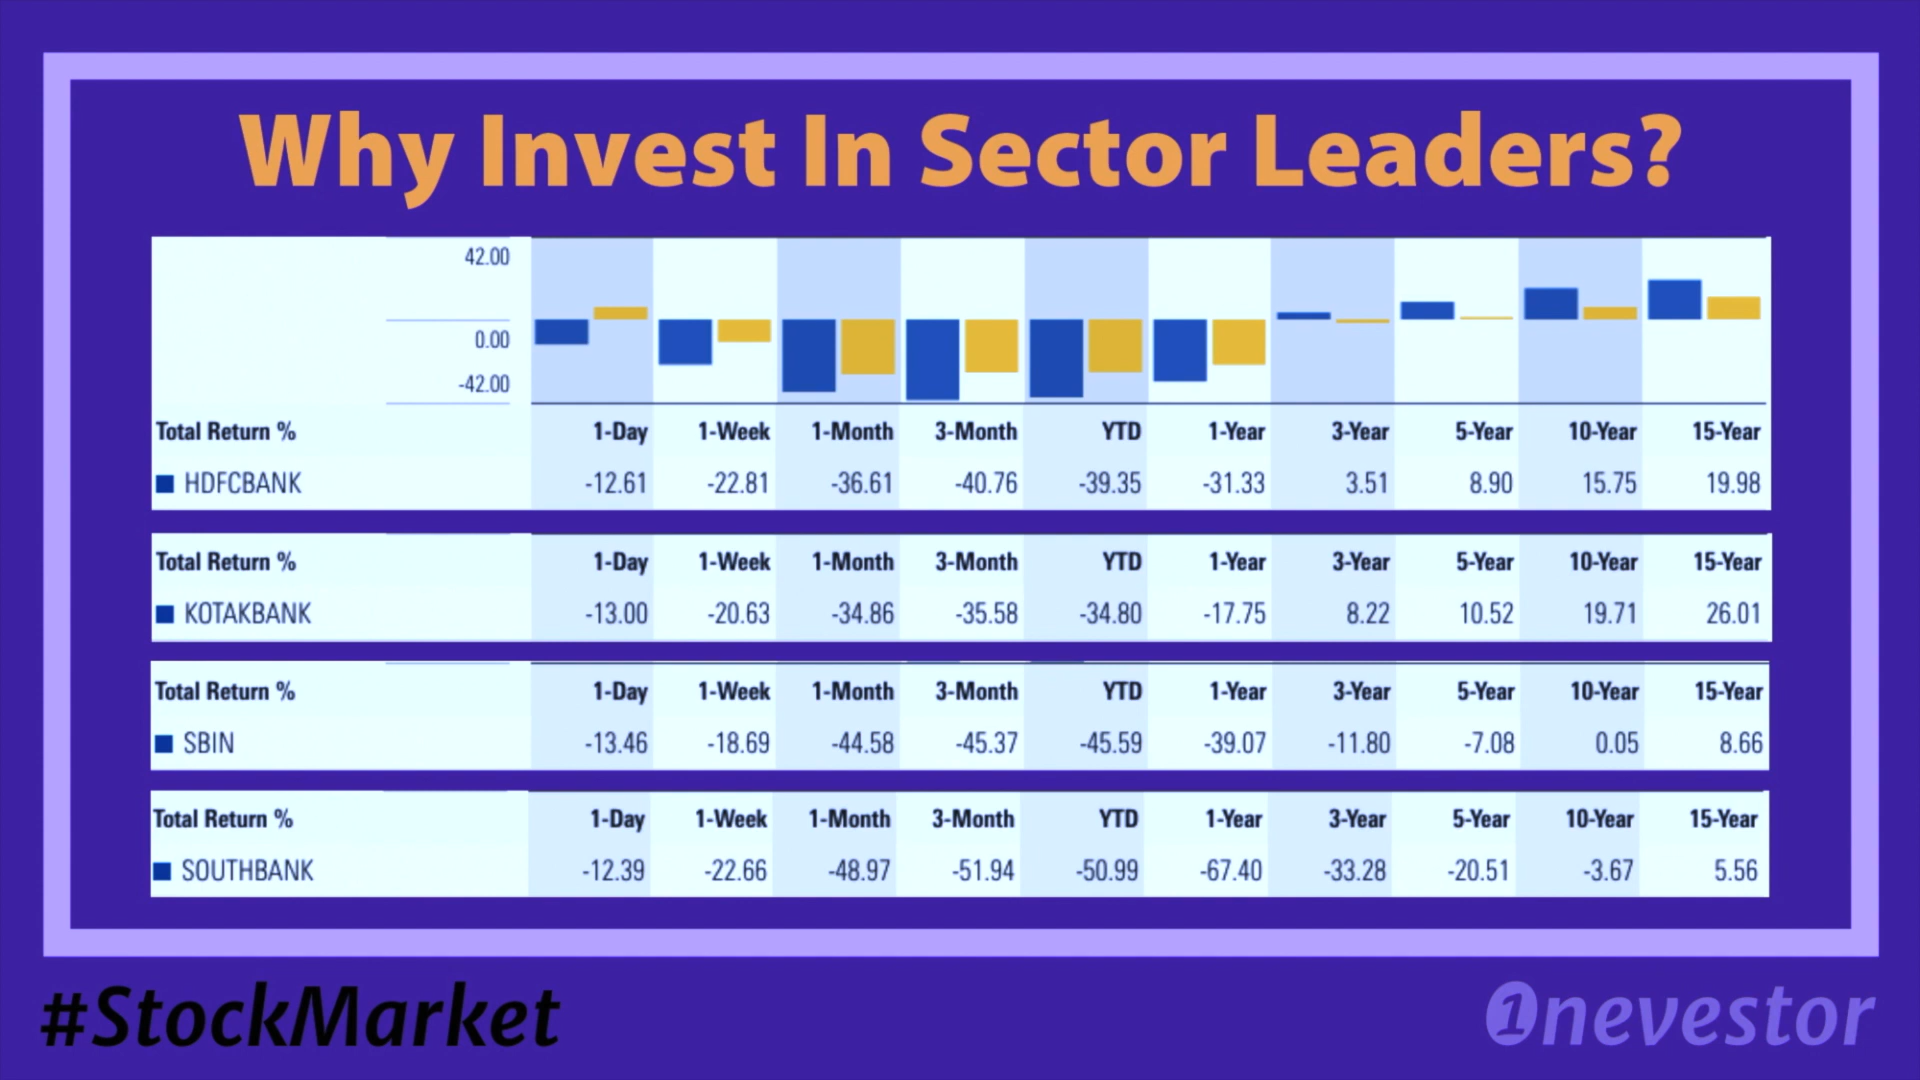 Why Invest In Sector Leaders?
42.00
0.00
-42.00
Total Return % 1-Day 1-Week 1-Month 3-Month YTD 1-Year 3-Year 5-Year 10-Year 15-Year
HDFCBANK -12.61 -22.81 -36.61 -40.76 -39.35 -31.33 3.51 8.90 15.75 19.98
Total Return % 1-Day 1-Week 1-Month 3-Month YTD 1-Year 3-Year 5-Year 10-Year 15-Year
KOTAKBANK -13.00 -20.63 -34.86 -35.58 -34.80 -17.75 8.22 10.52 19.71 26.01
Total Return % 1-Day 1-Week 1-Month 3-Month YTD 1-Year 3-Year 5-Year 10-Year 15-Year
SBIN -13.46 -18.69 -44.58 -45.37 -45.59 -39.07 -11.80 -7.08 0.05 8.66
Total Return % 1-Day 1-Week 1-Month 3-Month YTD 1-Year 3-Year 5-Year 10-Year 15-Year
SOUTHBANK -12.39 -22.66 -48.97 -51.94 -50.99 -67.40 -33.28 -20.51 -3.67 5.56
#StockMarket
1nevestor